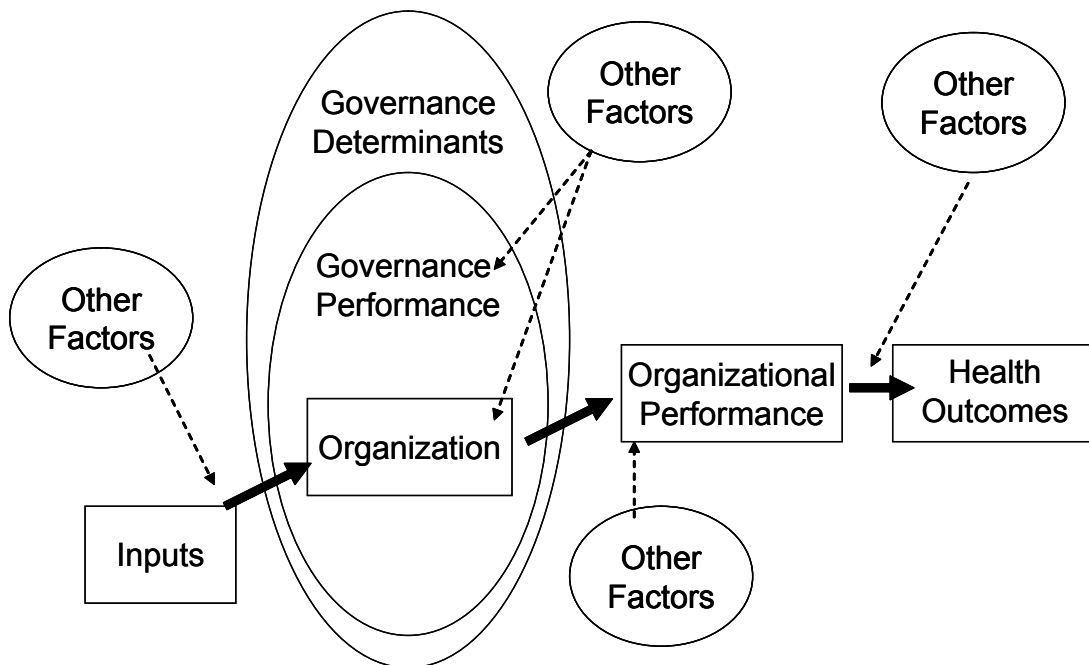 Governance
Determinants
Other
Factors
Other
Factors
Governance
Performance
Other
Factors
Organization
Organizational
Performance
Health
Outcomes
Inputs
Other
Factors